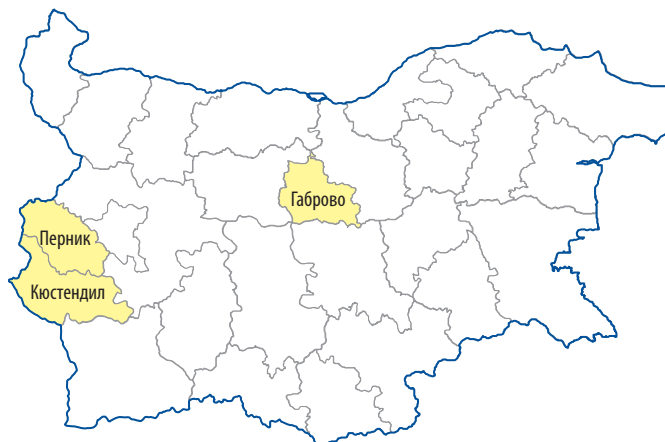 Габрово
Перник
Кюстендил